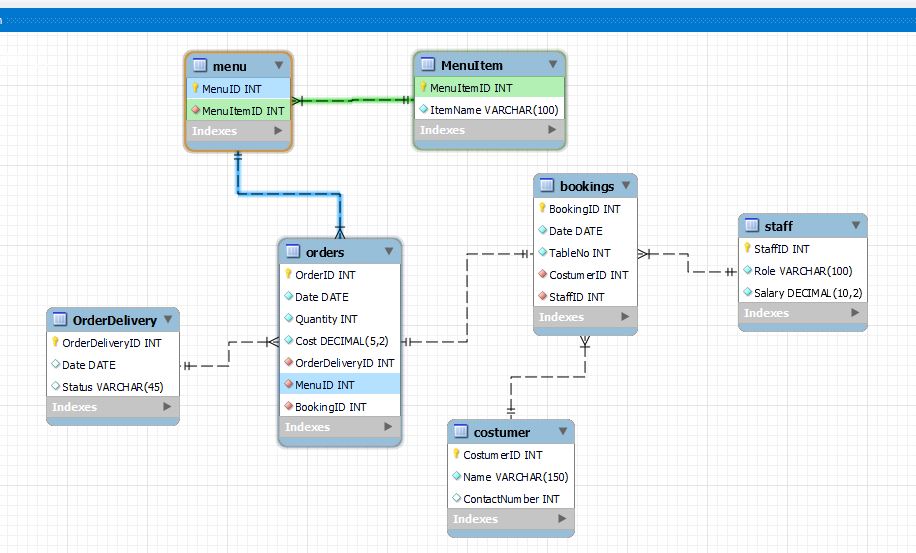 menu
MenuID INT
MenuItemID INT
Indexes
MenuItem
MenuItemID INT
ItemName VARCHAR(100)
Indexes
bookings
BookingID INT
Date DATE
TableNo INT
CostumerID INT
StaffID INT
Indexes
staff
StaffID INT
Role VARCHAR(100)
Salary DECIMAL(10,2)
Indexes
orders
OrderID INT
Date DATE
Quantity INT
Cost DECIMAL(5,2)
OrderDeliveryID INT
MenuID INT
BookingID INT
Indexes
OrderDelivery
OrderDeliveryID INT
Date DATE
Status VARCHAR(45)
Indexes
costumer
CostumerID INT
Name VARCHAR(150)
ContactNumber INT
Indexes